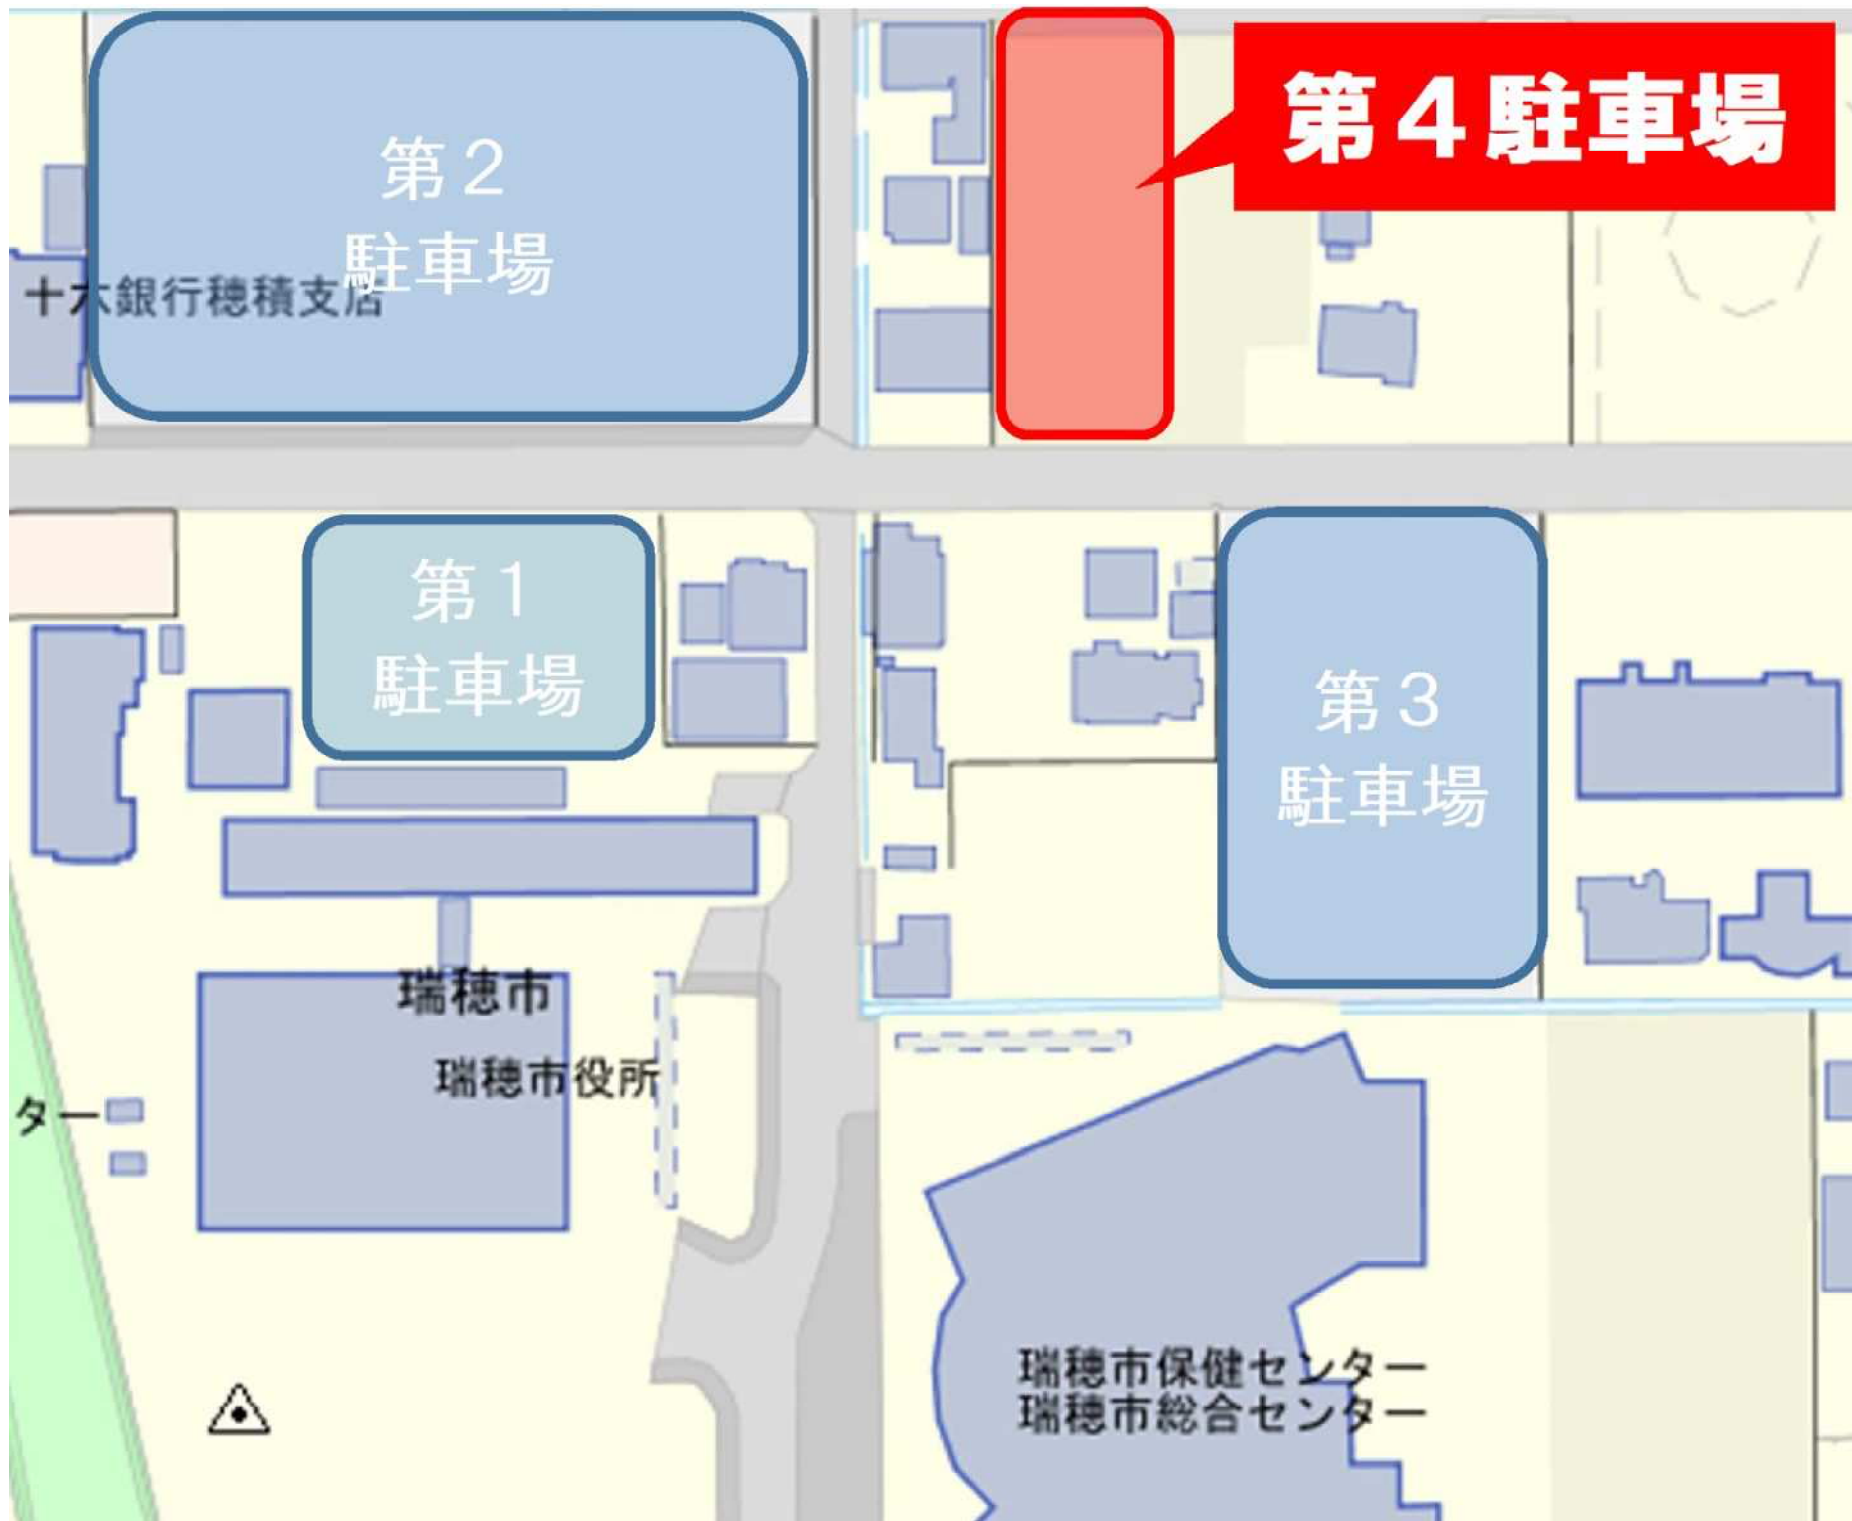 第4駐車場
第2
駐車場
十六銀行穂積支店
第1
駐車場
第3
駐車場
瑞穂市
瑞穂市役所
ター
瑞穂市保健センター
瑞穂市総合センター